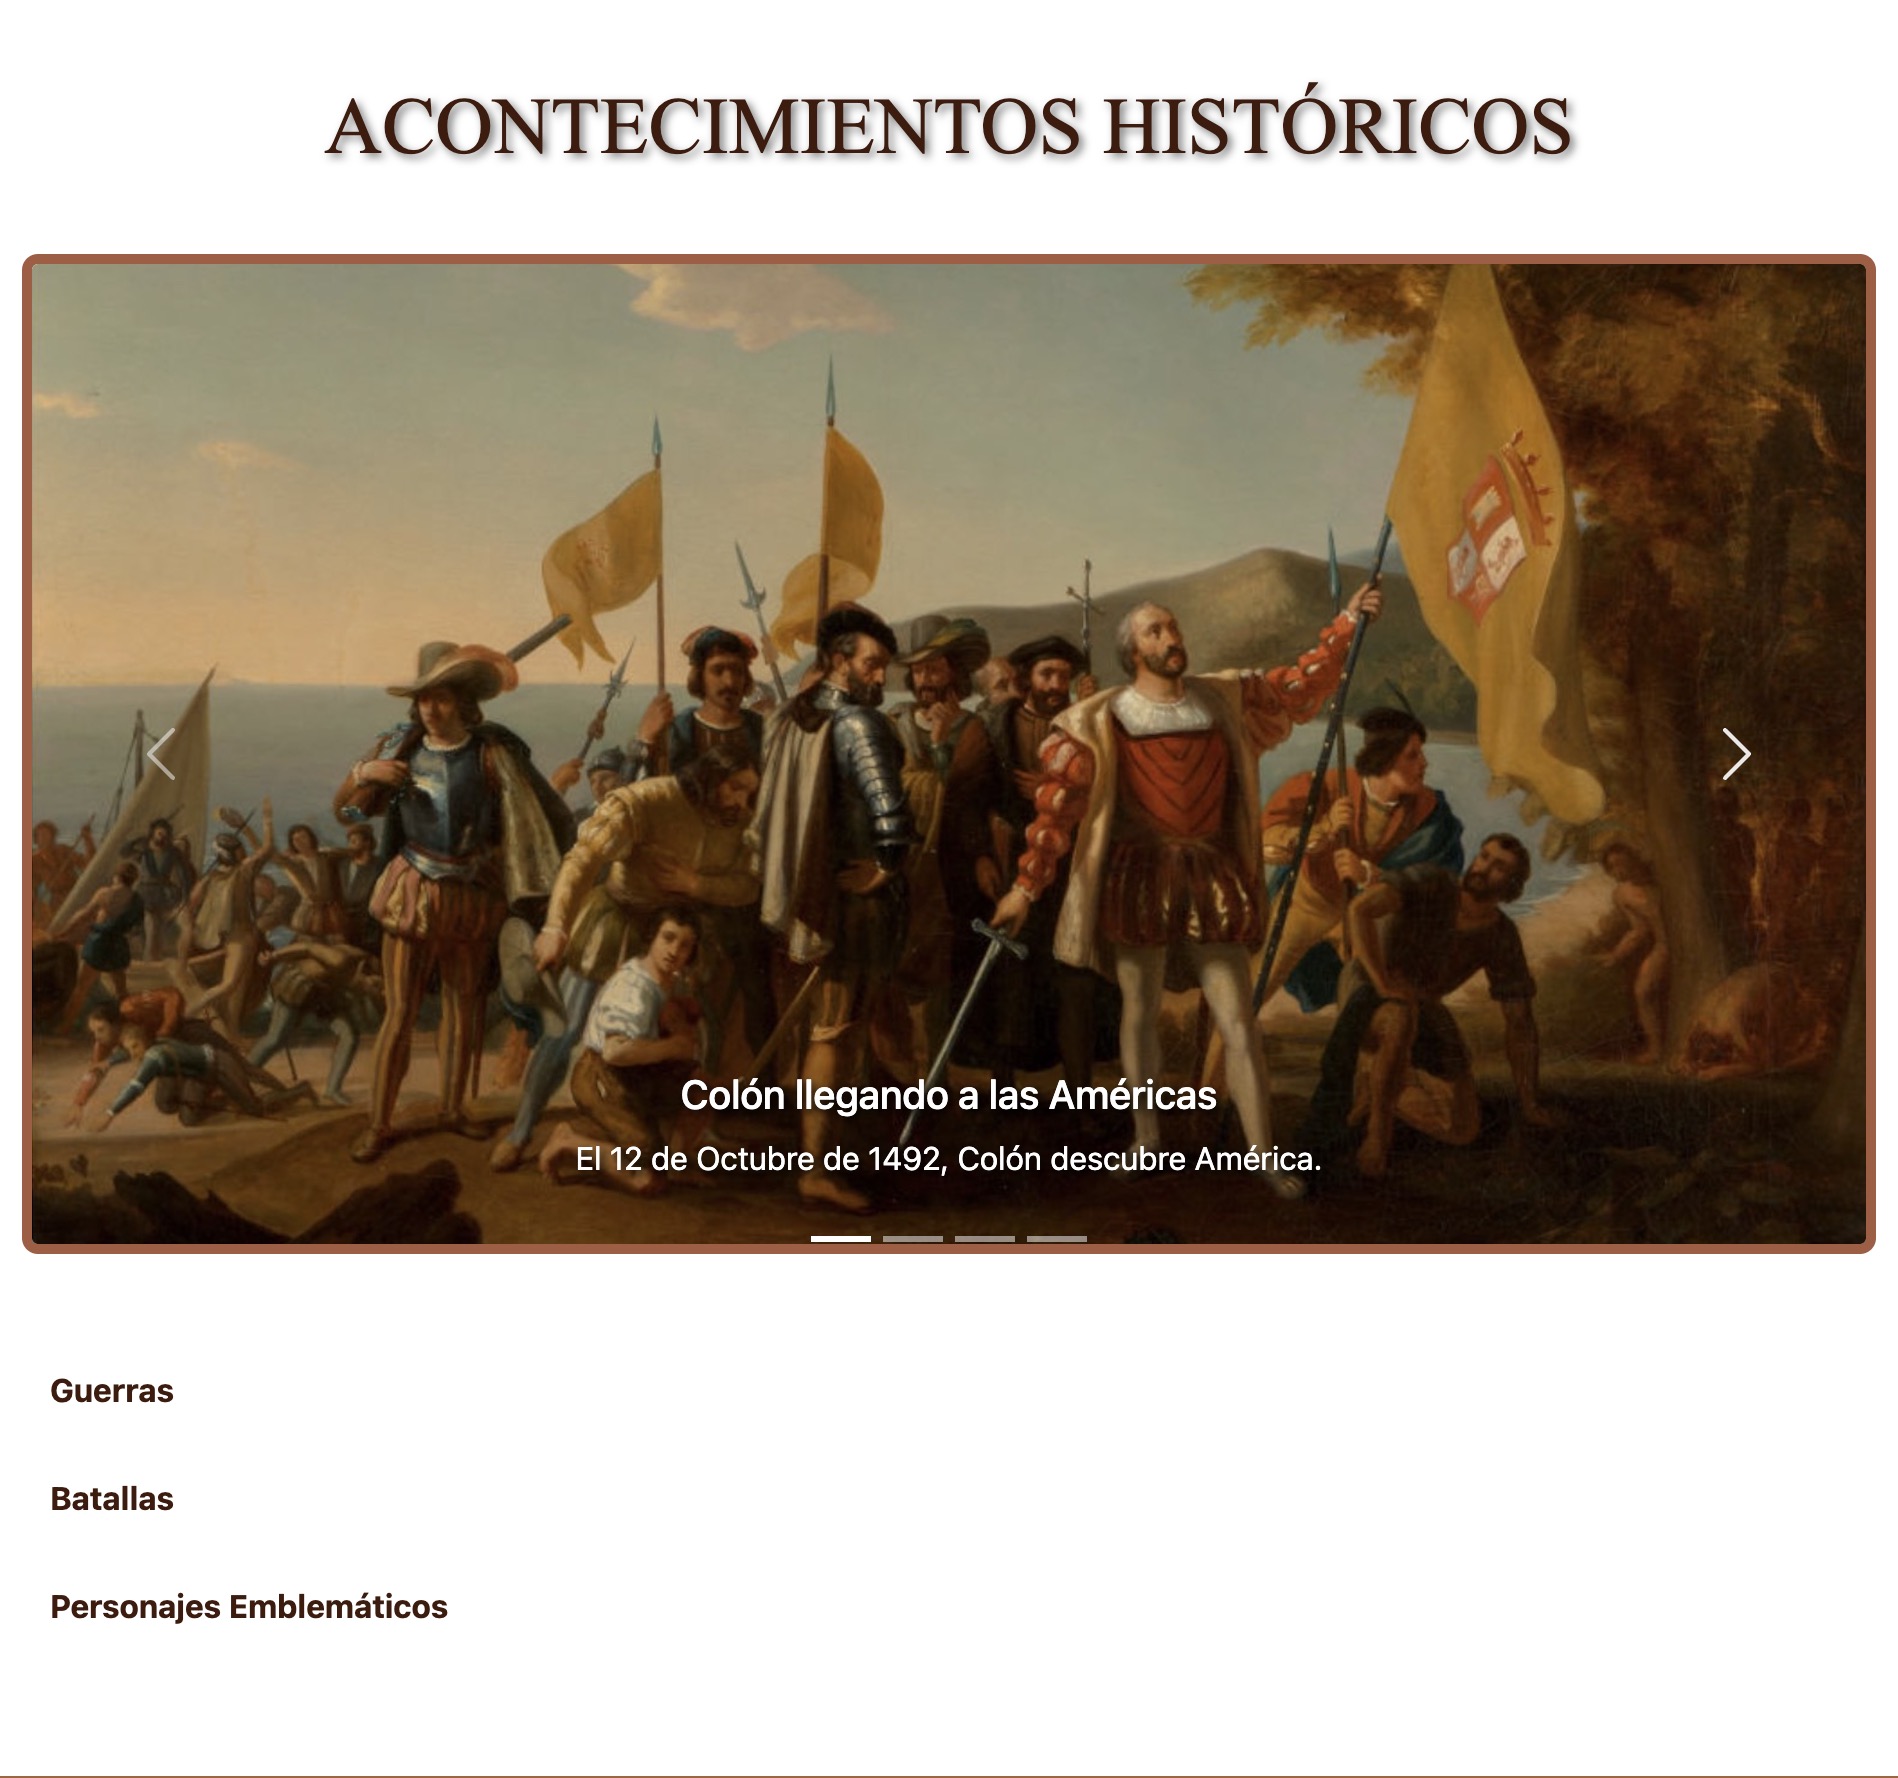 ACONTECIMIENTOS HISTÓRICOS
Colón llegando a las Américas
El 12 de Octubre de 1492, Colón descubre América.
Guerras
Batallas
Personajes Emblemáticos